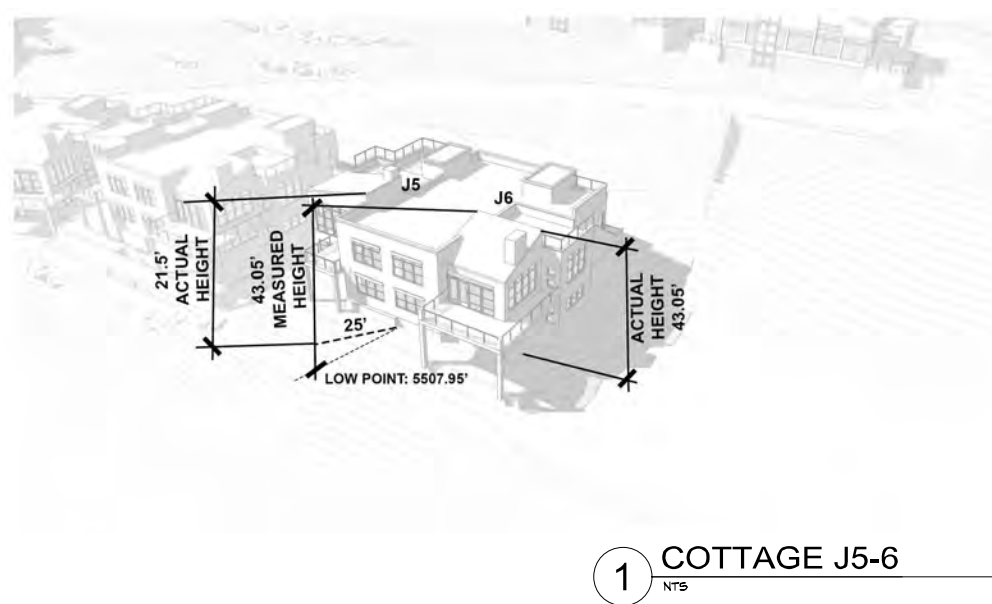 J5
J6
21.5'
ACTUAL
HEIGHT
43.05'
MEASURED
HEIGHT
25'
LOW POINT: 5507.95'
ACTUAL
HEIGHT
43.05'
1
COTTAGE J5-6
NTS